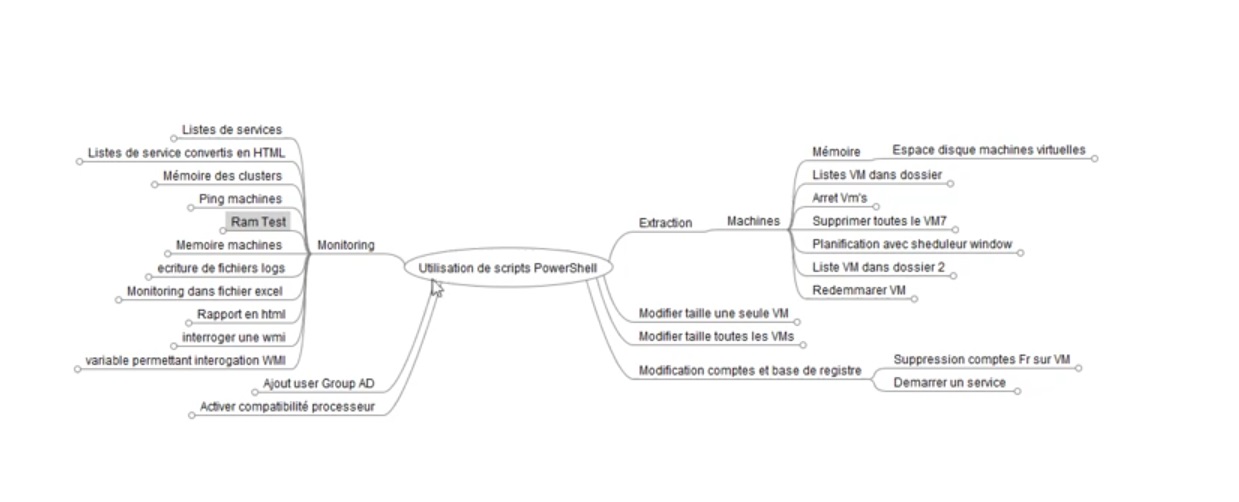 Listes de services
Listes de service convertis en HTML
Mémoire des clusters
Ping machines
Ram Test
Memoire machines
ecriture de fichiers logs
Monitoring dans fichier excel
Rapport en html
interroger une wmi
variable permettant interogation WMI
Monitoring
Ajout user Group AD
Activer compatibilité processeur
Utilisation de scripts PowerShell
Extraction
Machines
Mémoire
Espace disque machines virtuelles
Listes VM dans dossier
Arret Vm's
Supprimer toutes le VM7
Planification avec sheduleur window
Liste VM dans dossier 2
Redemmarer VM
Modifier taille une seule VM
Modifier taille toutes les VMs
Modification comptes et base de registre
Suppression comptes Fr sur VM
Demarrer un service